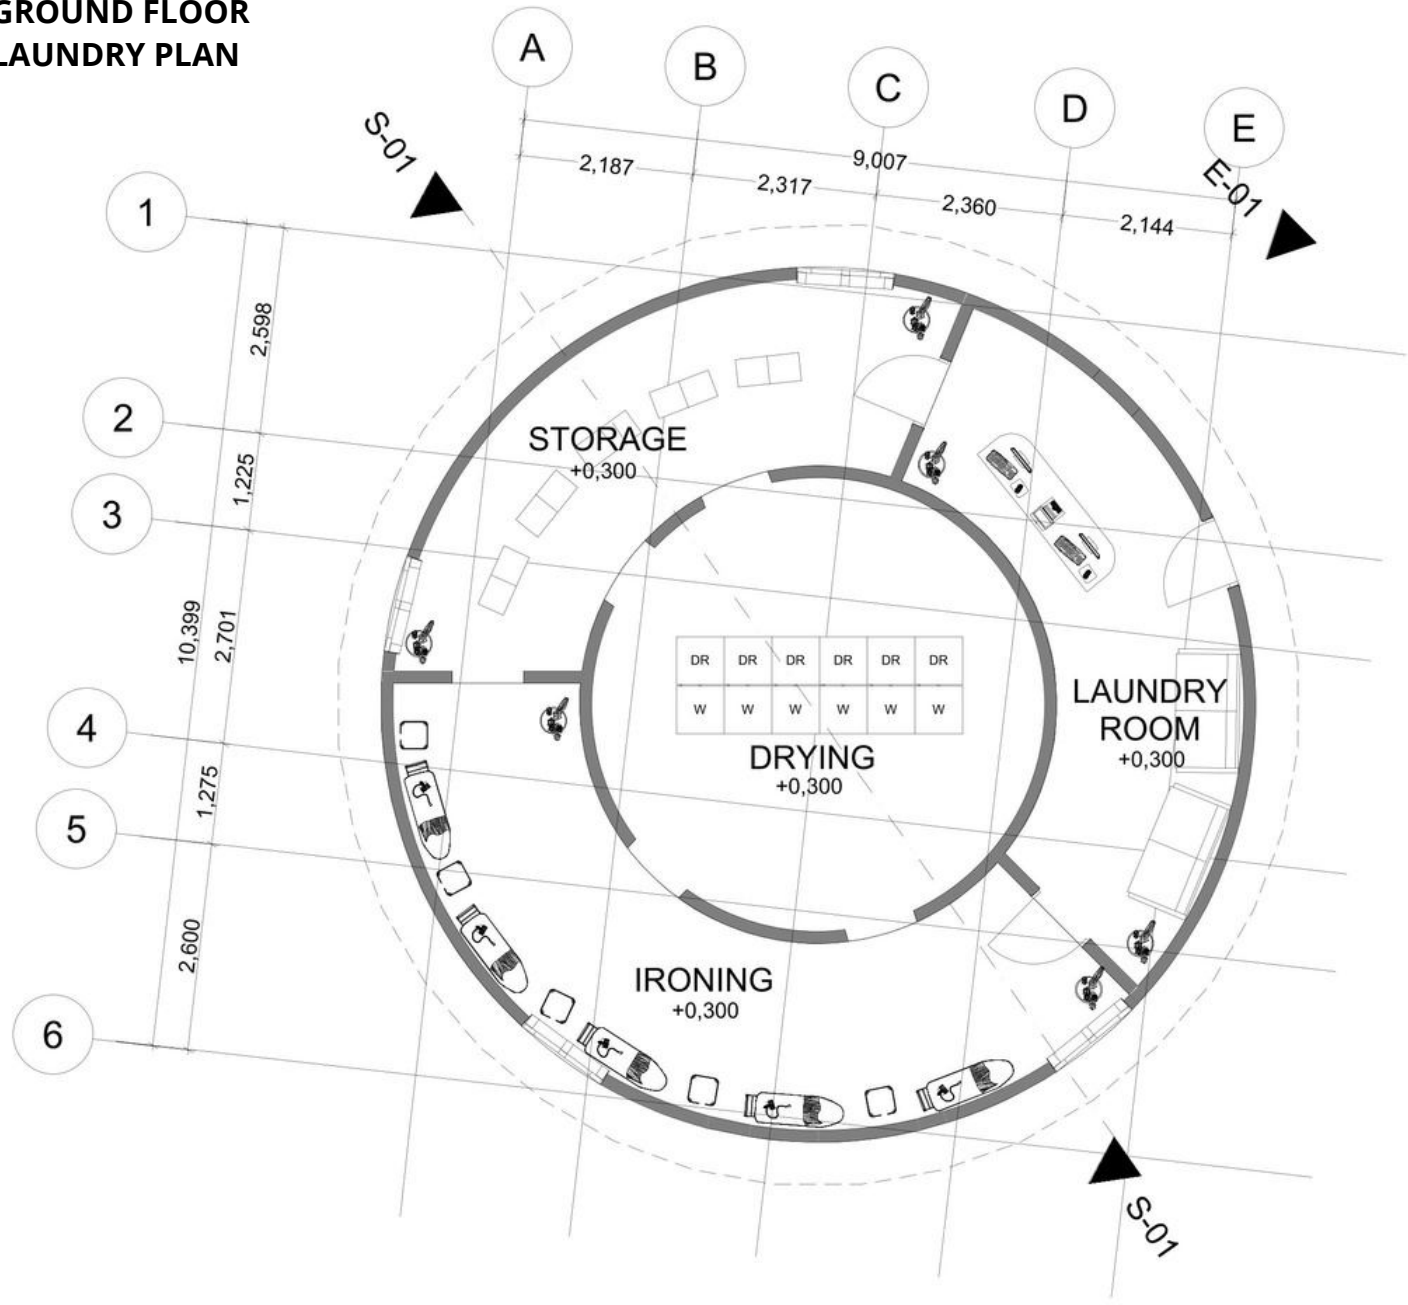 GROUND FLOOR
LAUNDRY PLAN
A
B
C
D
E
S-01
E-01
9,007
2,187
2,317
2,360
2,144
1
2
3
4
5
6
2,598
1,225
10,399
2,701
1,275
2,600
STORAGE
+0,300
DR DR DR DR DR DR
W W W W W W
DRYING
+0,300
LAUNDRY
ROOM
+0,300
IRONING
+0,300
S-01